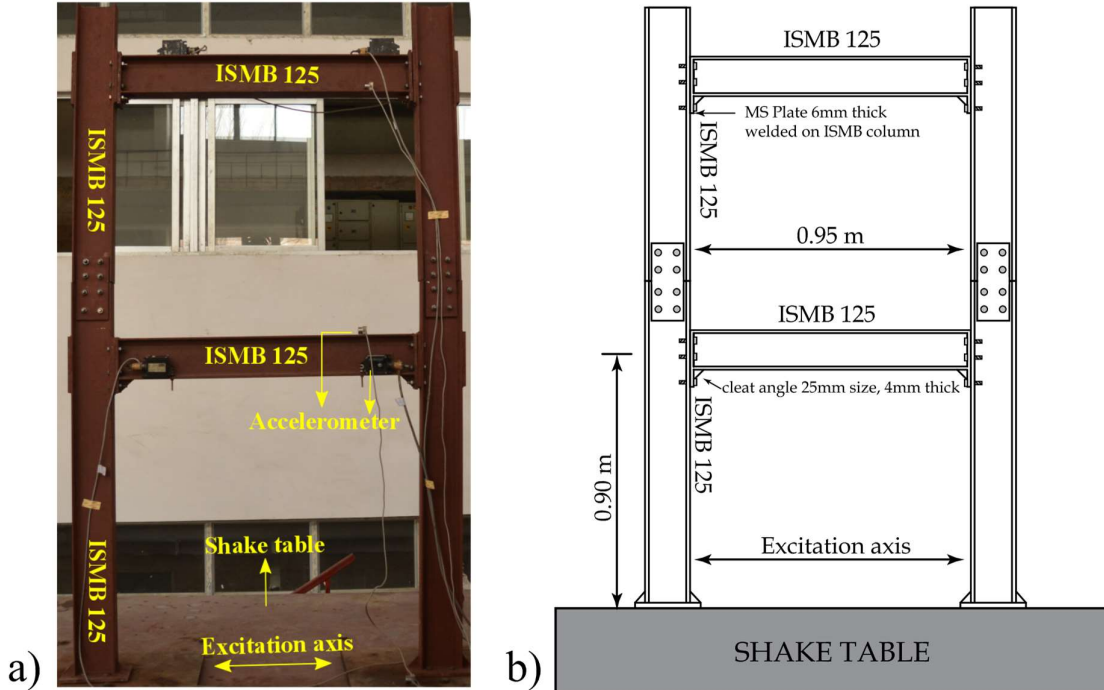 ISMB 125
ISMB 125
ISMB 125
Accelerometer
Shake table
ISMB 125
Excitation axis
ISMB 125
a)
ISMB 125
MS Plate 6mm thick
welded on ISMB column
ISMB 125
0.95 m
ISMB 125
cleat angle 25mm size, 4mm thick
ISMB 125
0.90 m
Excitation axis
SHAKE TABLE
b)